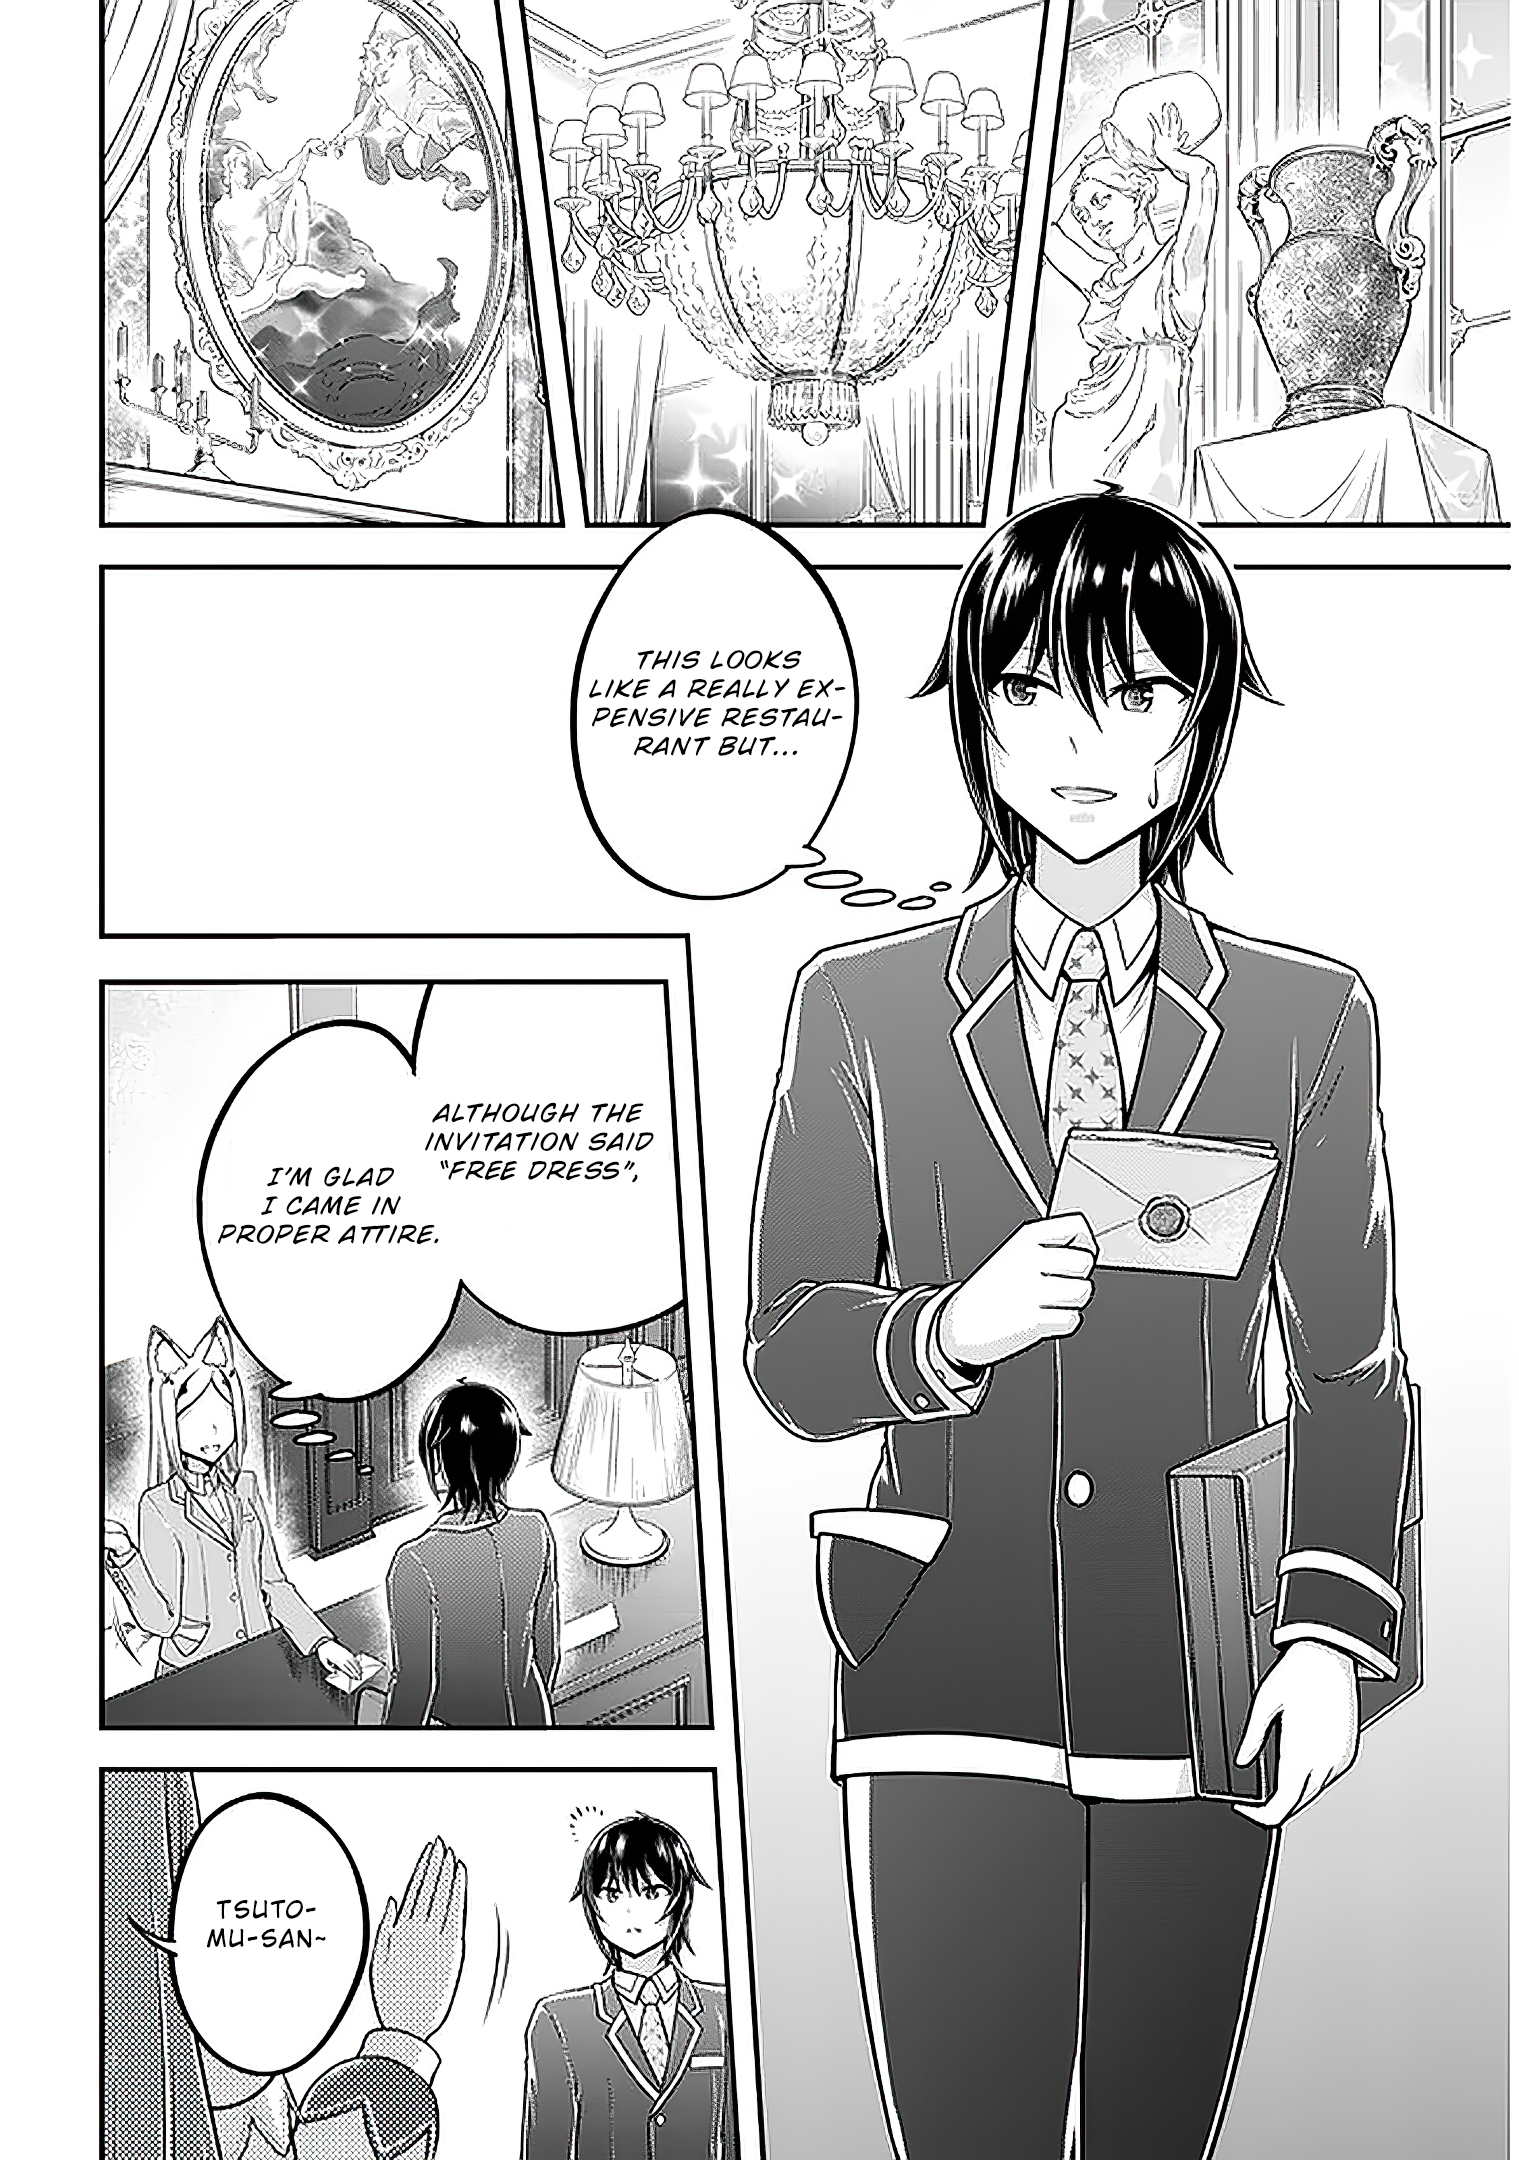 THIS LOOKS
LIKE A REALLY EX-
PENSIVE RESTAU-
RANT BUT...
ALTHOUGH THE
INVITATION SAID
"FREE DRESS",
I'M GLAD
I CAME IN
PROPER ATTIRE.
TSUTO-
MU-SAN~